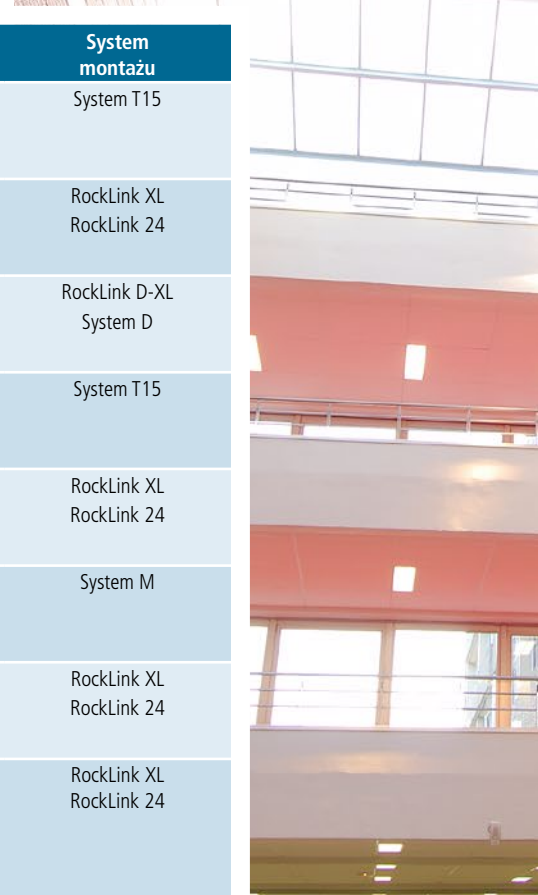 System
montażu
System T15
RockLink XL
RockLink 24
RockLink D-XL
System D
System T15
RockLink XL
RockLink 24
System M
RockLink XL
RockLink 24
RockLink XL
RockLink 24